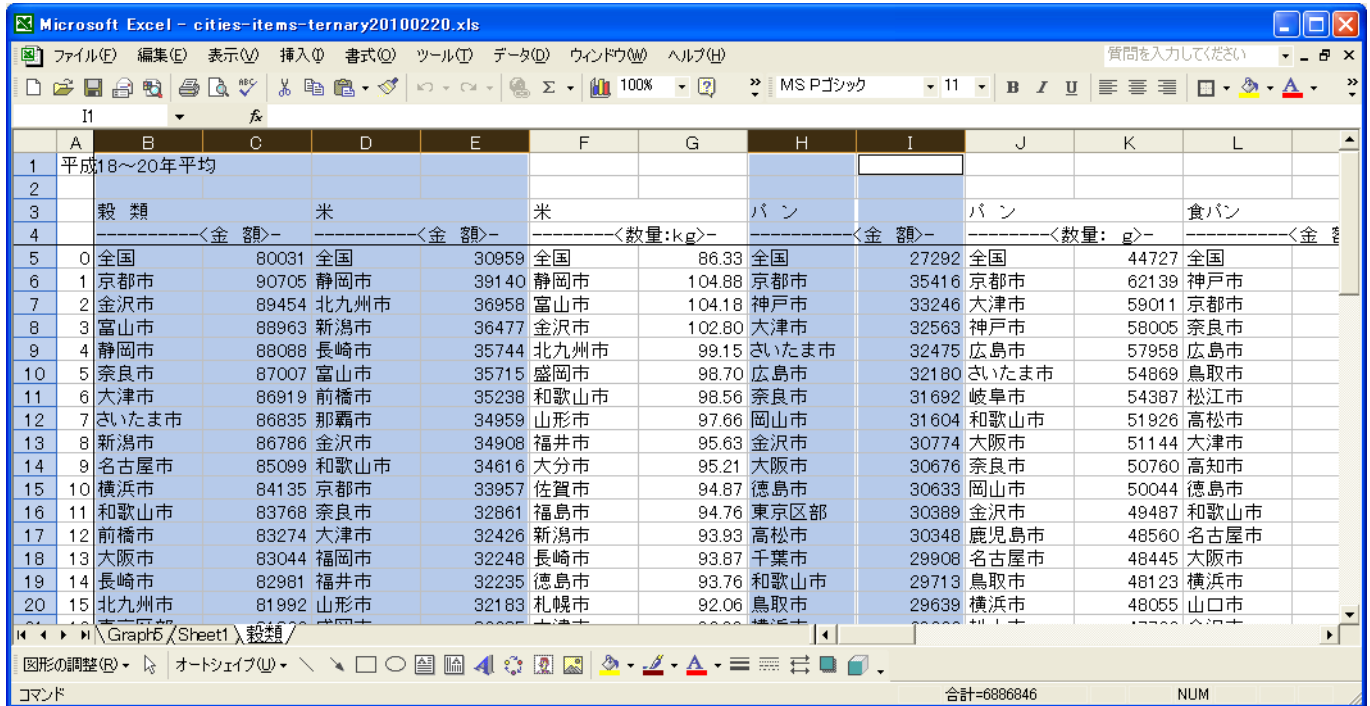 Microsoft Excel - cities-items-ternary20100220.xls
ファイル(F) 編集(E) 表示(V) 挿入(I) 書式(O) ツール(T) データ(D) ウィンドウ(W) ヘルプ(H) 質問を入力してください
100% MS Pゴシック 11 B I U
I1 fx
A B C D E F G H I J K L
1 平成18～20年平均
2
3 穀 類 米 米 パ ン パ ン 食パン
4 ----------<金 額>- ----------<金 額>- --------<数量:kg>- ----------<金 額>- --------<数量: g>- ----------<金
5 0 全国 80031 全国 30959 全国 86.33 全国 27292 全国 44727 全国
6 1 京都市 90705 静岡市 39140 静岡市 104.88 京都市 35416 京都市 62139 神戸市
7 2 金沢市 89454 北九州市 36958 富山市 104.18 神戸市 33246 大津市 59011 京都市
8 3 富山市 88963 新潟市 36477 金沢市 102.80 大津市 32563 神戸市 58005 奈良市
9 4 静岡市 88088 長崎市 35744 北九州市 99.15 さいたま市 32475 広島市 57958 広島市
10 5 奈良市 87007 富山市 35715 盛岡市 98.70 広島市 32180 さいたま市 54869 鳥取市
11 6 大津市 86919 前橋市 35238 和歌山市 98.56 奈良市 31692 岐阜市 54387 松江市
12 7 さいたま市 86835 那覇市 34959 山形市 97.66 岡山市 31604 和歌山市 51926 高松市
13 8 新潟市 86786 金沢市 34908 福井市 95.63 金沢市 30774 大阪市 51144 大津市
14 9 名古屋市 85099 和歌山市 34616 大分市 95.21 大阪市 30676 奈良市 50760 高知市
15 10 横浜市 84135 京都市 33957 佐賀市 94.87 徳島市 30633 岡山市 50044 徳島市
16 11 和歌山市 83768 奈良市 32861 福島市 94.76 東京区部 30389 金沢市 49487 和歌山市
17 12 前橋市 83274 大津市 32426 新潟市 93.93 高松市 30348 鹿児島市 48560 名古屋市
18 13 大阪市 83044 福岡市 32248 長崎市 93.87 千葉市 29908 名古屋市 48445 大阪市
19 14 長崎市 82981 福井市 32235 徳島市 93.76 和歌山市 29713 鳥取市 48123 横浜市
20 15 北九州市 81992 山形市 32183 札幌市 92.06 鳥取市 29639 横浜市 48055 山口市
Graph5 Sheet1 穀類
図形の調整(R) オートシェイプ(U)
コマンド 合計=6886846 NUM